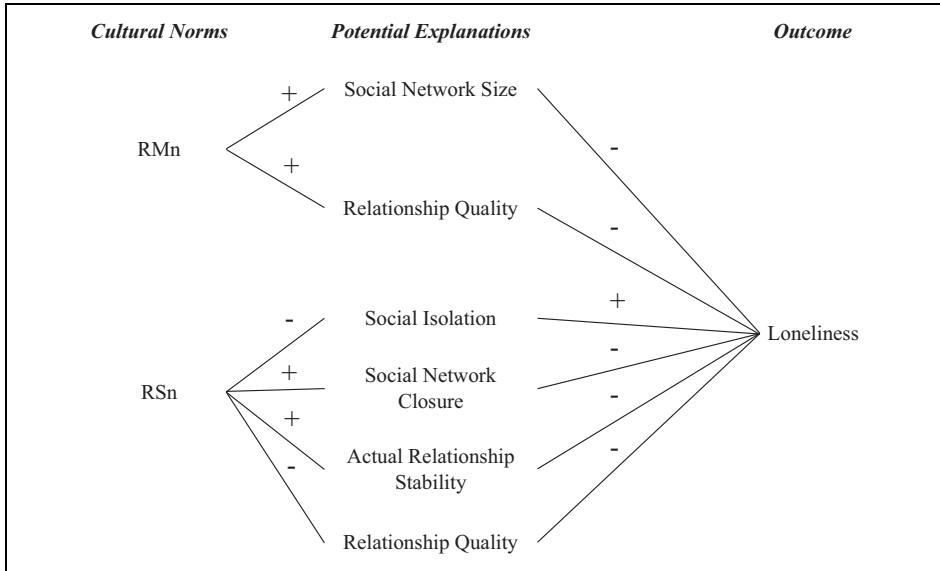 Cultural Norms Potential Explanations Outcome
+ Social Network Size
RMn -
+
Relationship Quality -
+
- Social Isolation
Loneliness
+ Social Network -
RSn Closure
+ -
- Actual Relationship -
Stability
Relationship Quality